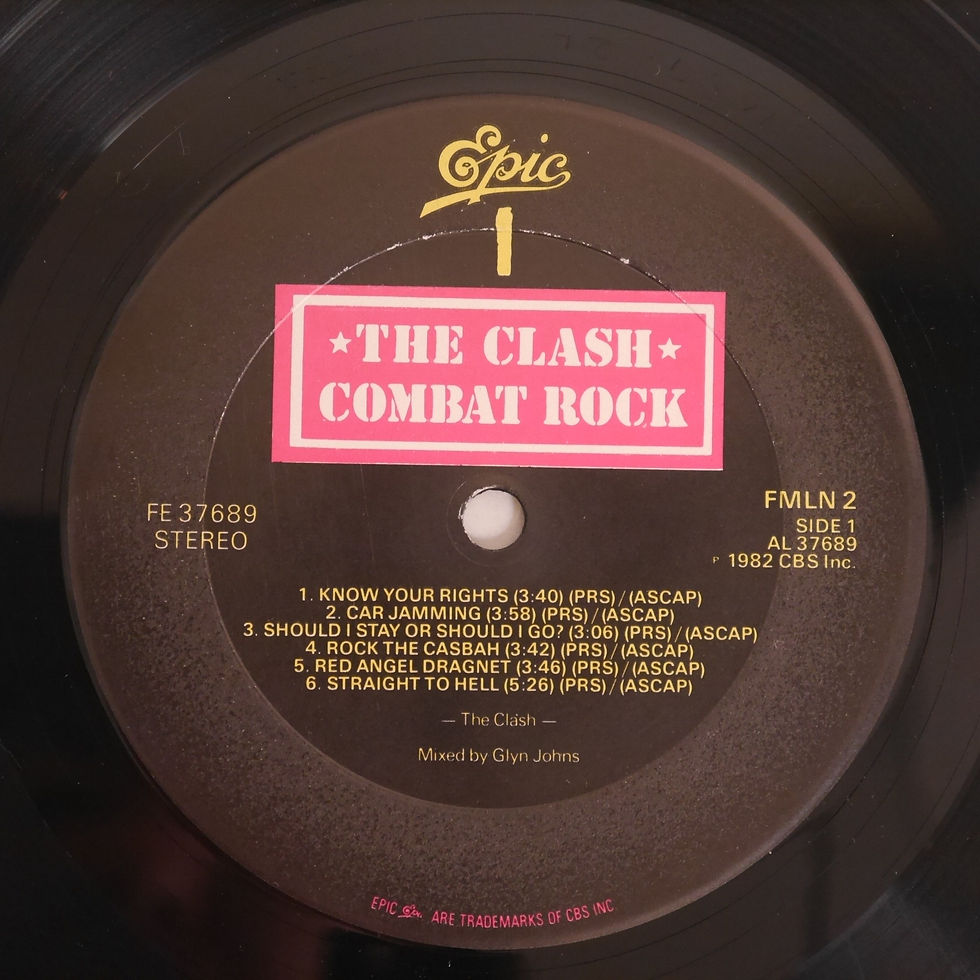 Epic
1
★THE CLASH★
COMBAT ROCK
FE 37689
STEREO
FMLN 2
SIDE 1
AL 37689
℗ 1982 CBS Inc.
1. KNOW YOUR RIGHTS (3:40) (PRS)/(ASCAP)
2. CAR JAMMING (3:58) (PRS)/(ASCAP)
3. SHOULD I STAY OR SHOULD I GO? (3:06) (PRS)/(ASCAP)
4. ROCK THE CASBAH (3:42) (PRS)/(ASCAP)
5. RED ANGEL DRAGNET (3:46) (PRS)/(ASCAP)
6. STRAIGHT TO HELL (5:26) (PRS)/(ASCAP)
— The Clash —
Mixed by Glyn Johns
EPIC Epic ARE TRADEMARKS OF CBS INC.